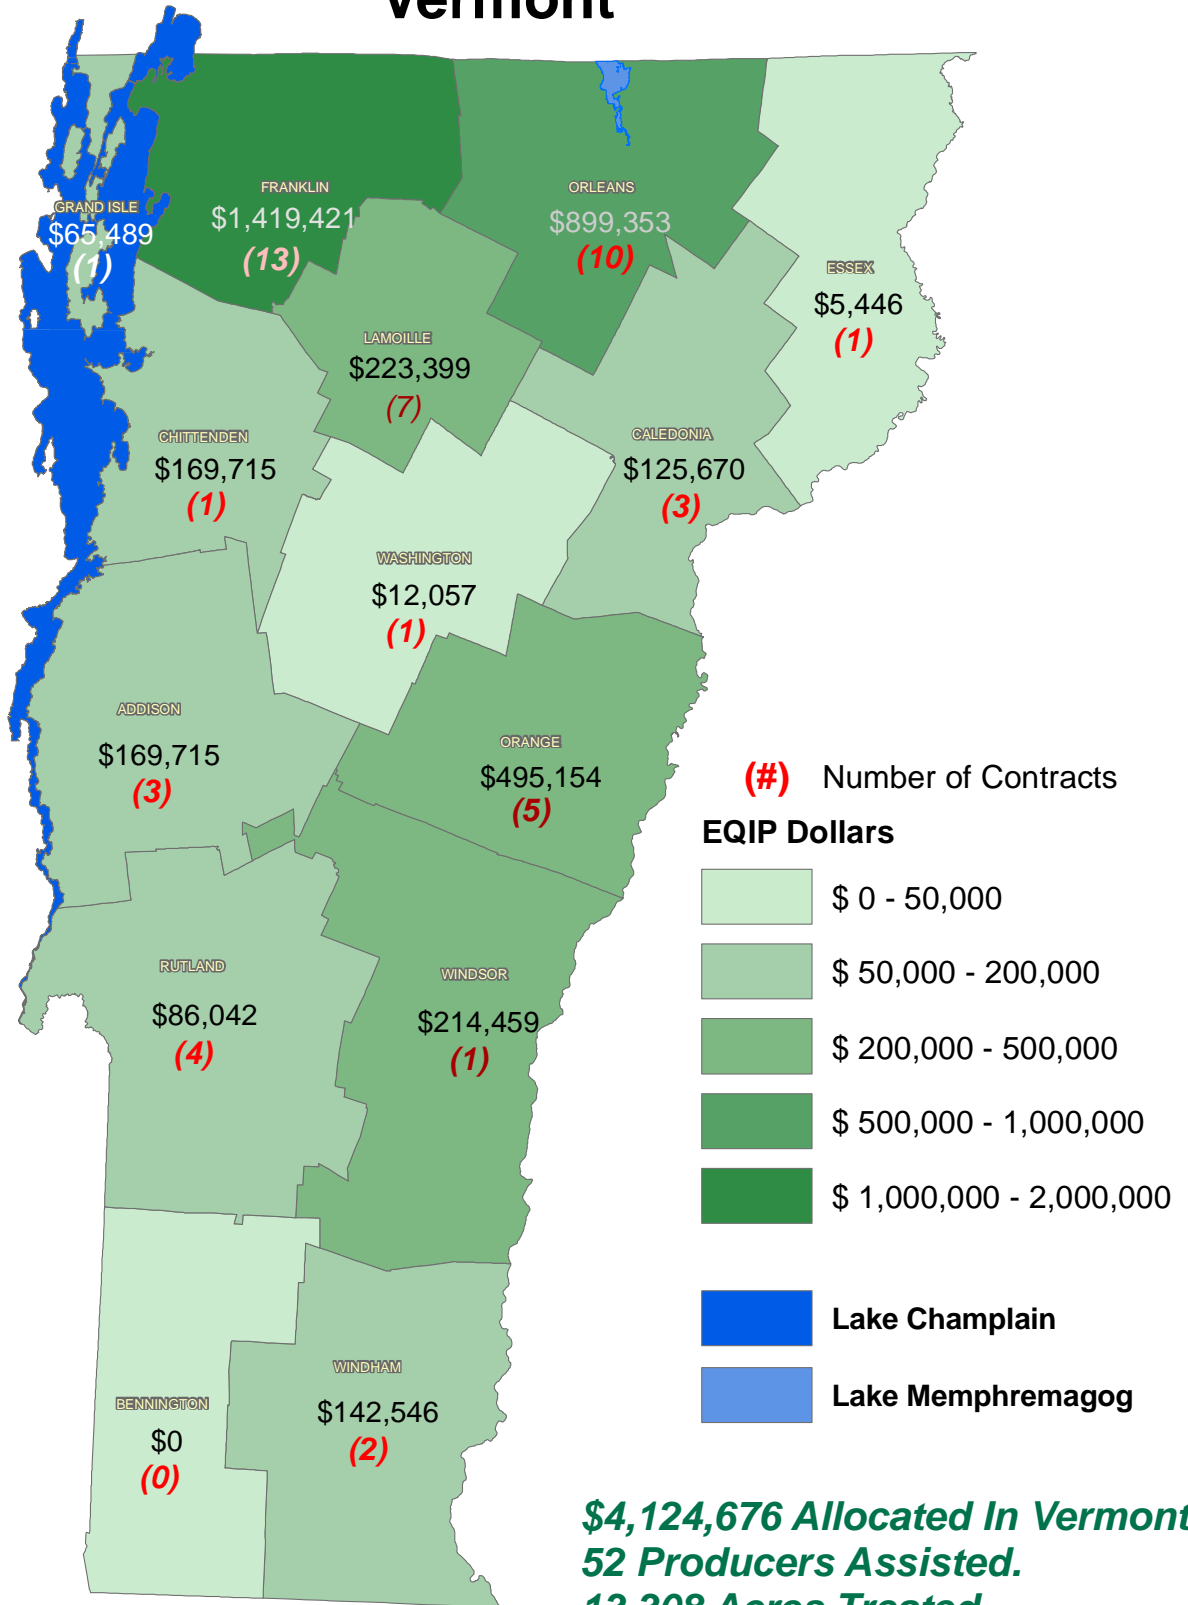 Vermont
GRAND ISLE
$65,489
(1)
FRANKLIN
$1,419,421
(13)
ORLEANS
$899,353
(10)
ESSEX
$5,446
(1)
LAMOILLE
$223,399
(7)
CHITTENDEN
$169,715
(1)
CALEDONIA
$125,670
(3)
WASHINGTON
$12,057
(1)
ADDISON
$169,715
(3)
ORANGE
$495,154
(5)
(#) Number of Contracts
EQIP Dollars
$ 0 - 50,000
$ 50,000 - 200,000
$ 200,000 - 500,000
$ 500,000 - 1,000,000
$ 1,000,000 - 2,000,000
Lake Champlain
Lake Memphremagog
RUTLAND
$86,042
(4)
WINDSOR
$214,459
(1)
BENNINGTON
$0
(0)
WINDHAM
$142,546
(2)
$4,124,676 Allocated In Vermont
52 Producers Assisted.
Acres Treated